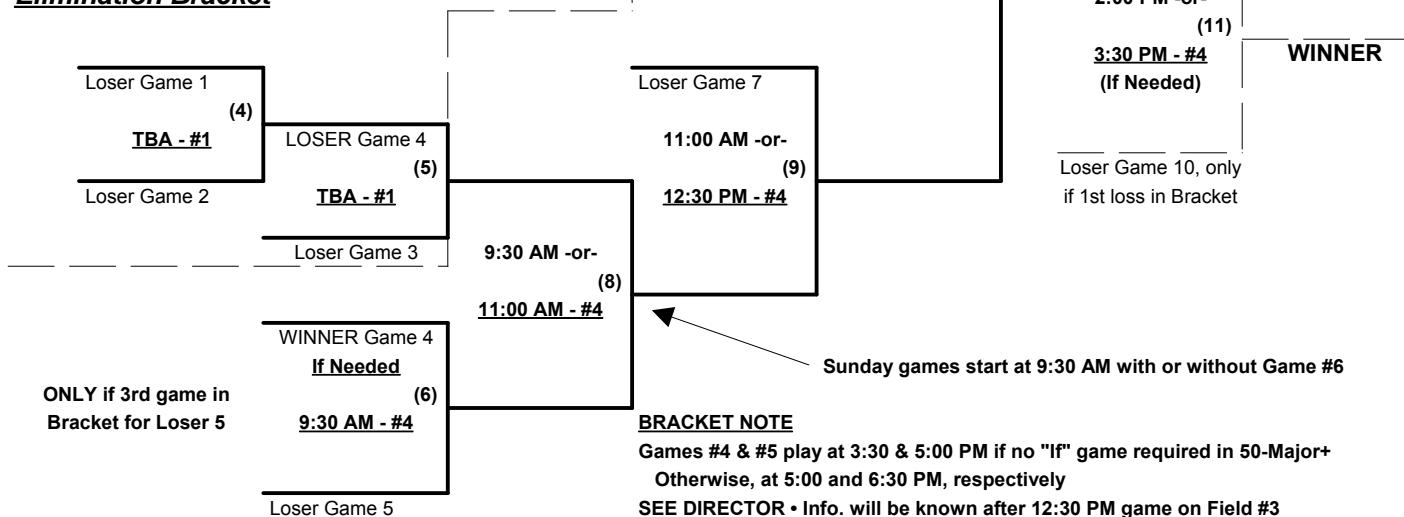 Elimination Bracket
2:00 PM -or-
(11)
3:30 PM - #4
(If Needed)
WINNER
Loser Game 10, only
if 1st loss in Bracket
Loser Game 1
(4)
TBA - #1
Loser Game 2
LOSER Game 4
(5)
TBA - #1
Loser Game 3
Loser Game 7
11:00 AM -or-
(9)
12:30 PM - #4
9:30 AM -or-
(8)
11:00 AM - #4
WINNER Game 4
If Needed
(6)
9:30 AM - #4
Loser Game 5
ONLY if 3rd game in
Bracket for Loser 5
Sunday games start at 9:30 AM with or without Game #6
BRACKET NOTE
Games #4 & #5 play at 3:30 & 5:00 PM if no "If" game required in 50-Major+
Otherwise, at 5:00 and 6:30 PM, respectively
SEE DIRECTOR • Info. will be known after 12:30 PM game on Field #3